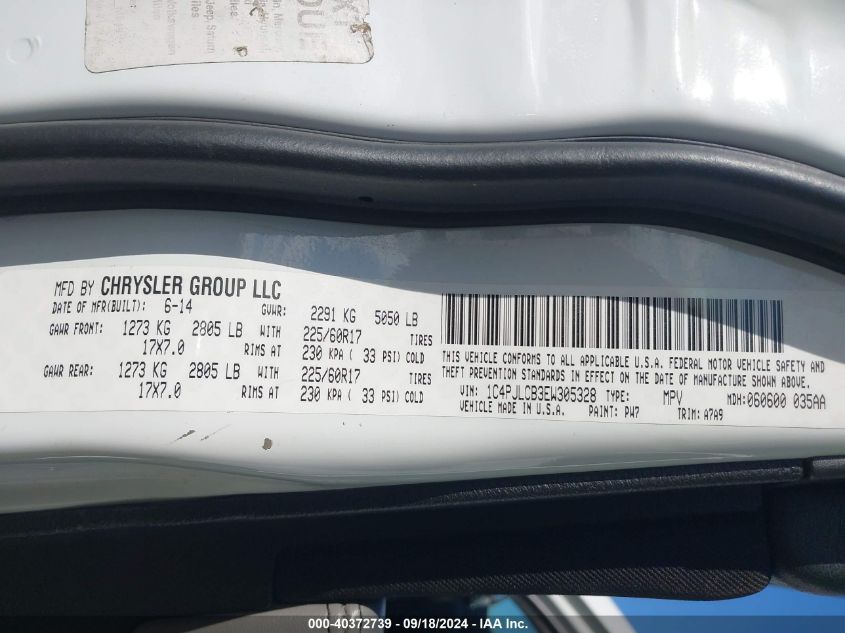 Jeep Smart
MFD BY CHRYSLER GROUP LLC
DATE OF MFR(BUILT): 6-14 GVWR: 2291 KG 5050 LB
GAWR FRONT: 1273 KG 2805 LB WITH 225/60R17 TIRES
17X7.0 RIMS AT 230 KPA ( 33 PSI) COLD
GAWR REAR: 1273 KG 2805 LB WITH 225/60R17 TIRES
17X7.0 RIMS AT 230 KPA ( 33 PSI) COLD
THIS VEHICLE CONFORMS TO ALL APPLICABLE U.S.A. FEDERAL MOTOR VEHICLE SAFETY AND
THEFT PREVENTION STANDARDS IN EFFECT ON THE DATE OF MANUFACTURE SHOWN ABOVE.
VIN: 1C4PJLCB3EW305328 TYPE: MPV MDH:060600 035AA
VEHICLE MADE IN U.S.A. PAINT: PW7 TRIM: A7A9
000-40372739 - 09/18/2024 - IAA Inc.